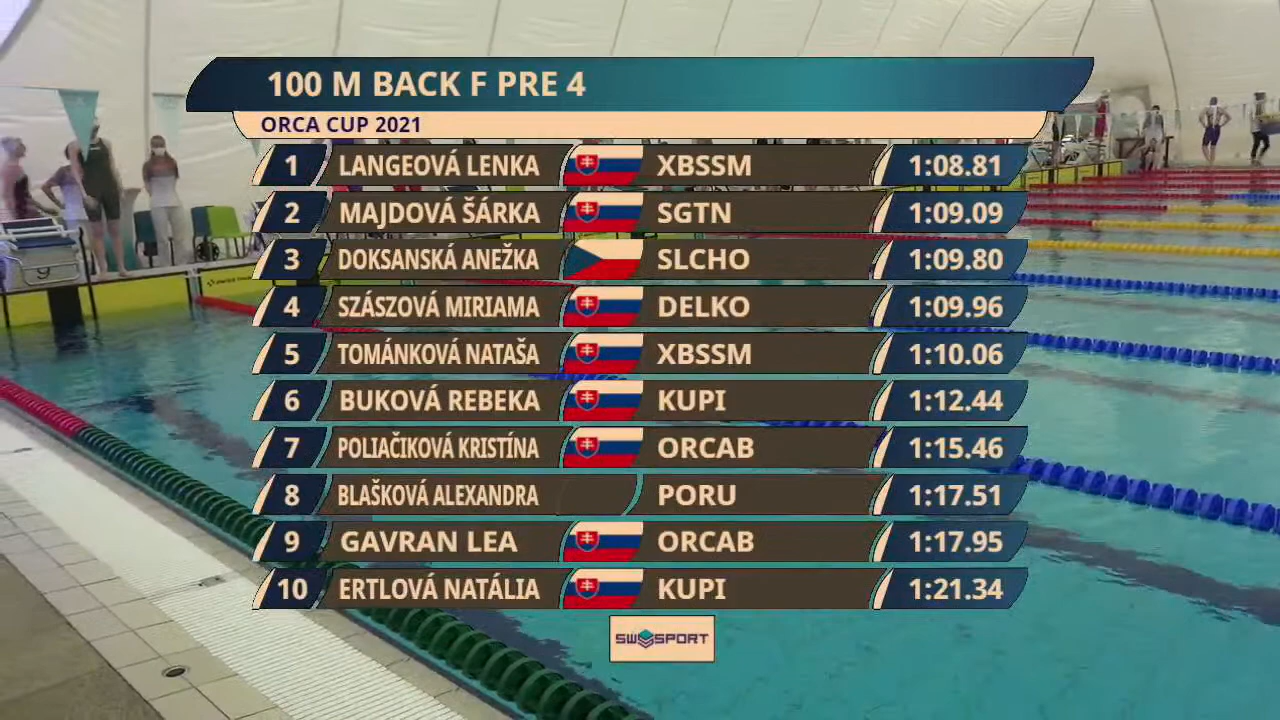 100 M BACK F PRE 4
ORCA CUP 2021
1 LANGEOVÁ LENKA XBSSM 1:08.81
2 MAJDOVÁ ŠÁRKA SGTN 1:09.09
3 DOKSANSKÁ ANEŽKA SLCHO 1:09.80
4 SZÁSZOVÁ MIRIAMA DELKO 1:09.96
5 TOMÁNKOVÁ NATAŠA XBSSM 1:10.06
6 BUKOVÁ REBEKA KUPI 1:12.44
7 POLIAČIKOVÁ KRISTÍNA ORCAB 1:15.46
8 BLAŠKOVÁ ALEXANDRA PORU 1:17.51
9 GAVRAN LEA ORCAB 1:17.95
10 ERTLOVÁ NATÁLIA KUPI 1:21.34
SWSPORT
9